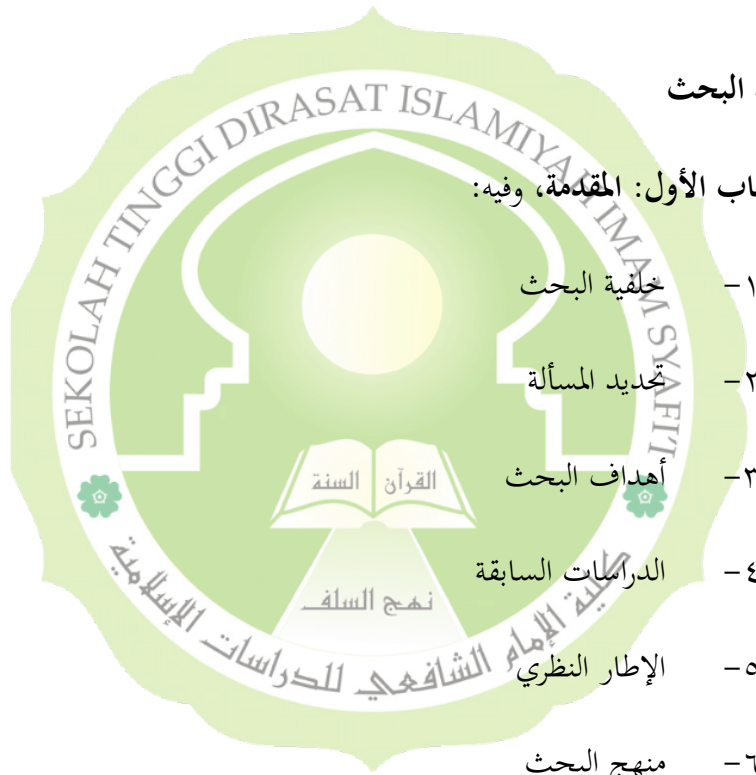 البحث
الأول: المقدمة، وفيه:
١- خلفية البحث
٢- تحديد المسألة
٣- أهداف البحث
٤- الدراسات السابقة
٥- الإطار النظري
٦- منهج البحث
SEKOLAH TINGGI DIRASAT ISLAMIYAH IMAM SYAFI'I
القرآن السنة
نهج السلف
كلية الإمام الشافعي للدراسات الإسلامية